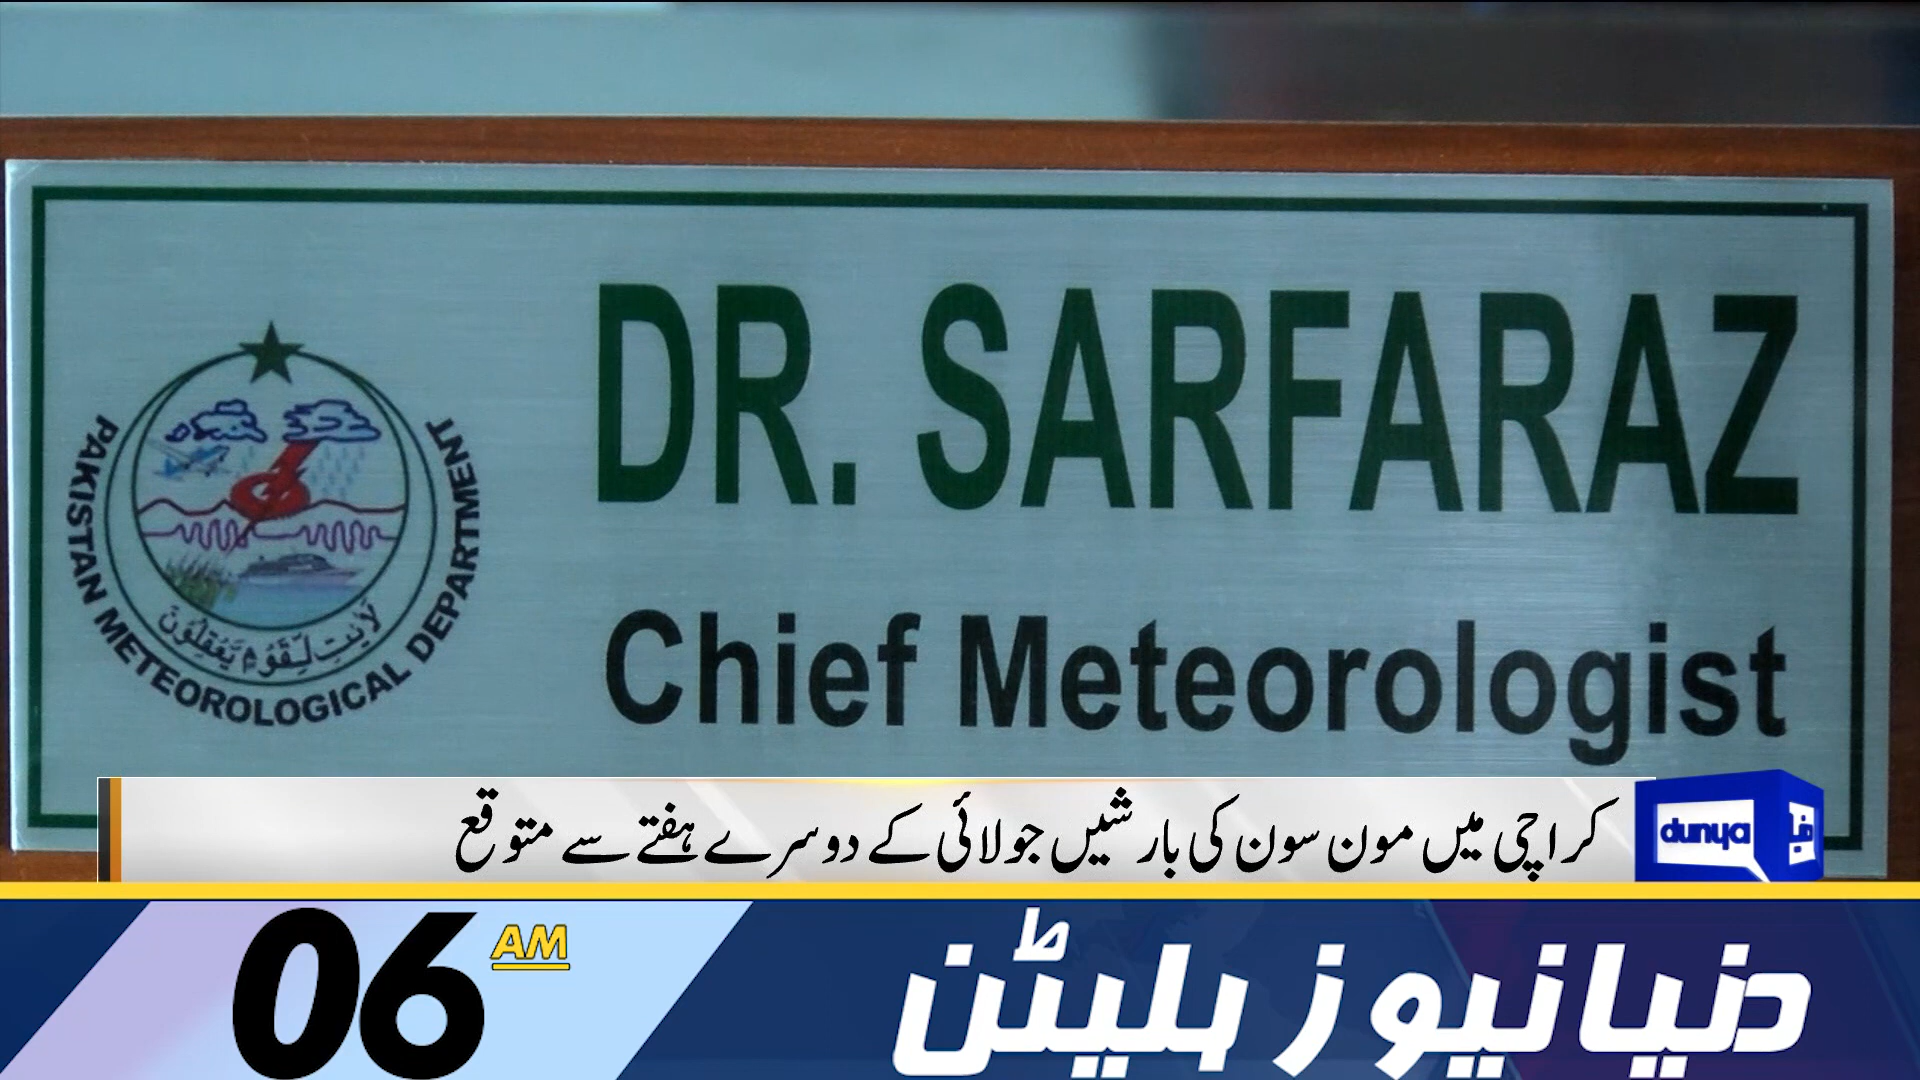 DR. SARFARAZ
Chief Meteorologist
PAKISTAN METEOROLOGICAL DEPARTMENT
لَاٰیٰتٍ لِّقَوْمٍ یَّعْقِلُوْنَ
کراچی میں مون سون کی بارشیں جولائی کے دوسرے ہفتے سے متوقع
dunya
دنیا نیوز بلیٹن
06 AM